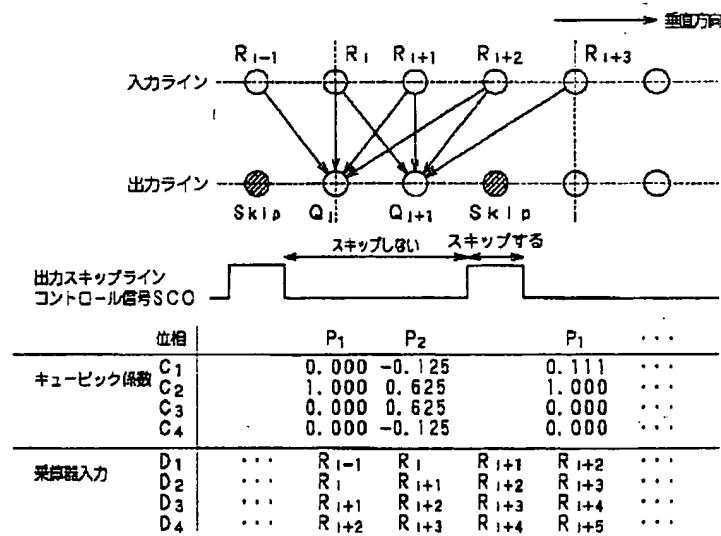 垂直方向
R i-1 R i R i+1 R i+2 R i+3
入力ライン
出力ライン
Skip Q j Q j+1 Skip
スキップしない スキップする
出力スキップライン
コントロール信号SCO
位相 P1 P2 P1 ・・・
キュービック係数
C1 0.000 -0.125 0.111 ・・・
C2 1.000 0.625 1.000 ・・・
C3 0.000 0.625 0.000 ・・・
C4 0.000 -0.125 0.000 ・・・
乗算器入力
D1 ・・・ R i-1 R i R i+1 R i+2 ・・・
D2 ・・・ R i R i+1 R i+2 R i+3 ・・・
D3 ・・・ R i+1 R i+2 R i+3 R i+4 ・・・
D4 ・・・ R i+2 R i+3 R i+4 R i+5 ・・・